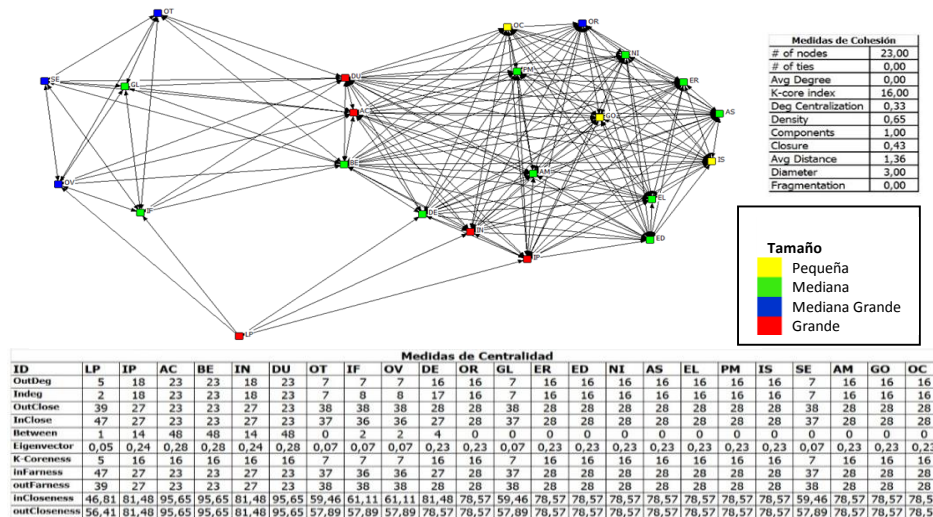 OT
OC
OR
NI
SE
GL
DU
PM
ER
AC
GO
AS
BE
IS
OV
AM
IF
DE
EL
IN
ED
IP
LP
Medidas de Cohesión
# of nodes 23,00
# of ties 0,00
Avg Degree 0,00
K-core index 16,00
Deg Centralization 0,33
Density 0,65
Components 1,00
Closure 0,43
Avg Distance 1,36
Diameter 3,00
Fragmentation 0,00
Tamaño
Pequeña
Mediana
Mediana Grande
Grande
Medidas de Centralidad
ID LP IP AC BE IN DU OT IF OV DE OR GL ER ED NI AS EL PM IS SE AM GO OC
OutDeg 5 18 23 23 18 23 7 7 7 16 16 7 16 16 16 16 16 16 16 7 16 16 16
Indeg 2 18 23 23 18 23 7 8 8 17 16 7 16 16 16 16 16 16 16 7 16 16 16
OutClose 39 27 23 23 27 23 38 38 38 28 28 38 28 28 28 28 28 28 28 38 28 28 28
InClose 47 27 23 23 27 23 37 36 36 27 28 37 28 28 28 28 28 28 28 37 28 28 28
Between 1 14 48 48 14 48 0 2 2 4 0 0 0 0 0 0 0 0 0 0 0 0 0
Eigenvector 0,05 0,24 0,28 0,28 0,24 0,28 0,07 0,07 0,07 0,23 0,23 0,07 0,23 0,23 0,23 0,23 0,23 0,23 0,23 0,07 0,23 0,23 0,23
K-Coreness 5 16 16 16 16 16 7 7 7 16 16 7 16 16 16 16 16 16 16 7 16 16 16
inFarness 47 27 23 23 27 23 37 36 36 27 28 37 28 28 28 28 28 28 28 37 28 28 28
outFarness 39 27 23 23 27 23 38 38 38 28 28 38 28 28 28 28 28 28 28 38 28 28 28
inCloseness 46,81 81,48 95,65 95,65 81,48 95,65 59,46 61,11 61,11 81,48 78,57 59,46 78,57 78,57 78,57 78,57 78,57 78,57 78,57 59,46 78,57 78,57 78,5
outCloseness 56,41 81,48 95,65 95,65 81,48 95,65 57,89 57,89 57,89 78,57 78,57 57,89 78,57 78,57 78,57 78,57 78,57 78,57 78,57 57,89 78,57 78,57 78,5